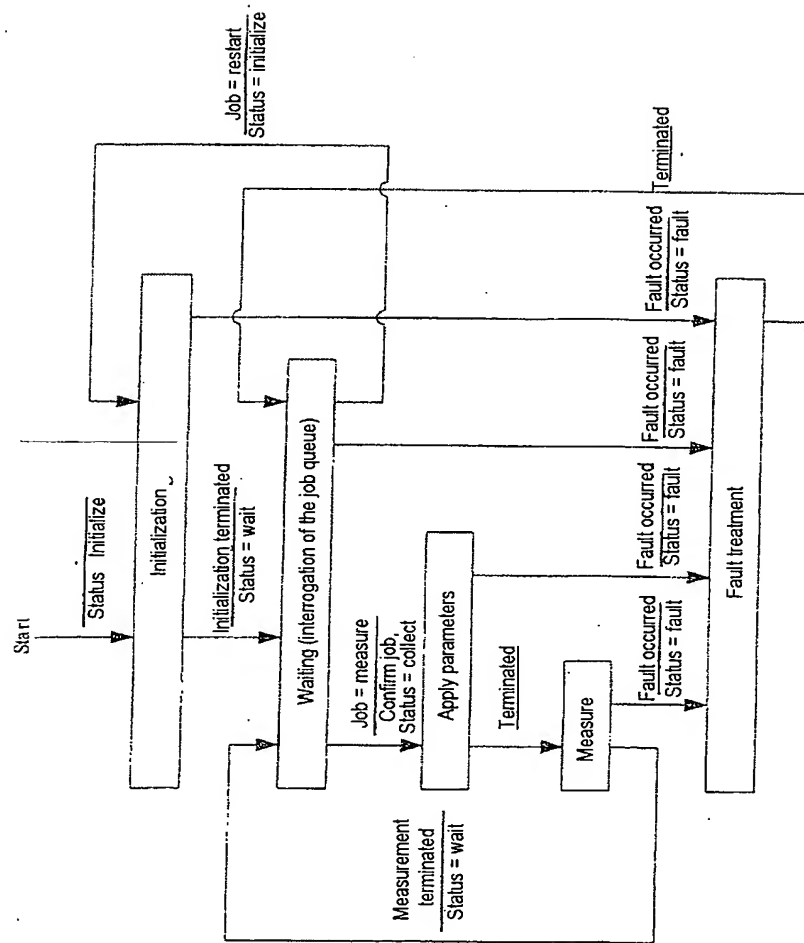 Start
Status Initialize
Initialization
Initialization terminated
Status = wait
Job = restart
Status = initialize
Waiting (interrogation of the job queue)
Job = measure
Confirm job,
Status = collect
Apply parameters
Terminated
Measure
Measurement
terminated
Status = wait
Fault occurred
Status = fault
Fault occurred
Status = fault
Fault occurred
Status = fault
Fault occurred
Status = fault
Terminated
Fault treatment